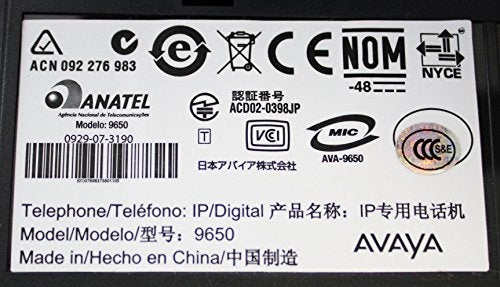 ACN 092 276 983
e
CE
NOM
-48-
NYCE
ANATEL
Agência Nacional de Telecomunicações
Modelo: 9650
0929-07-3190
認証番号
ACD02-0398JP
T
VCCI
日本アバイア株式会社
MIC
AVA-9650
CCC S&E
Telephone/Teléfono: IP/Digital 产品名称：IP专用电话机
Model/Modelo/型号: 9650
Made in/Hecho en China/中国制造
AVAYA